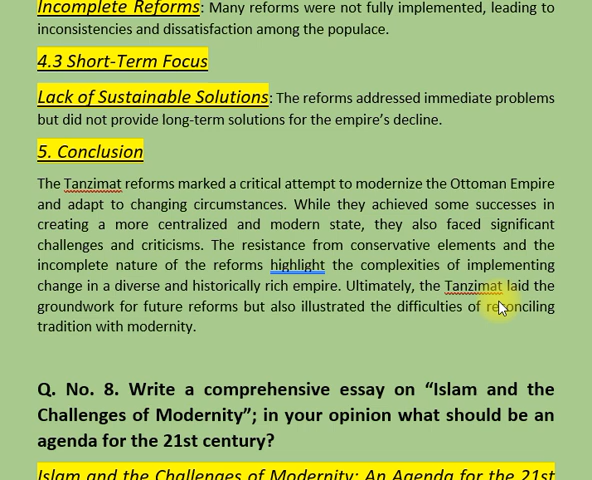 Incomplete Reforms: Many reforms were not fully implemented, leading to
inconsistencies and dissatisfaction among the populace.
4.3 Short-Term Focus
Lack of Sustainable Solutions: The reforms addressed immediate problems
but did not provide long-term solutions for the empire's decline.
5. Conclusion
The Tanzimat reforms marked a critical attempt to modernize the Ottoman Empire
and adapt to changing circumstances. While they achieved some successes in
creating a more centralized and modern state, they also faced significant
challenges and criticisms. The resistance from conservative elements and the
incomplete nature of the reforms highlight the complexities of implementing
change in a diverse and historically rich empire. Ultimately, the Tanzimat laid the
groundwork for future reforms but also illustrated the difficulties of reconciling
tradition with modernity.
Q. No. 8. Write a comprehensive essay on “Islam and the
Challenges of Modernity”; in your opinion what should be an
agenda for the 21st century?
Islam and the Challenges of Modernity: An Agenda for the 21st